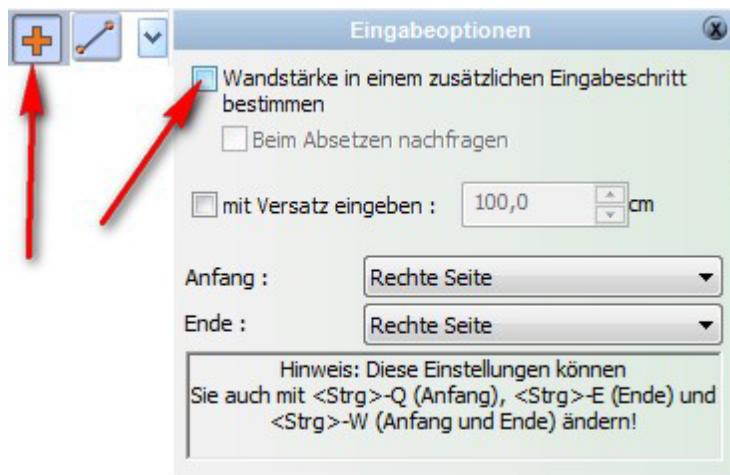 Eingabeoptionen
Wandstärke in einem zusätzlichen Eingabeschritt
bestimmen
Beim Absetzen nachfragen
mit Versatz eingeben : 100,0 cm
Anfang : Rechte Seite
Ende : Rechte Seite
Hinweis: Diese Einstellungen können
Sie auch mit <Strg>-Q (Anfang), <Strg>-E (Ende) und
<Strg>-W (Anfang und Ende) ändern!